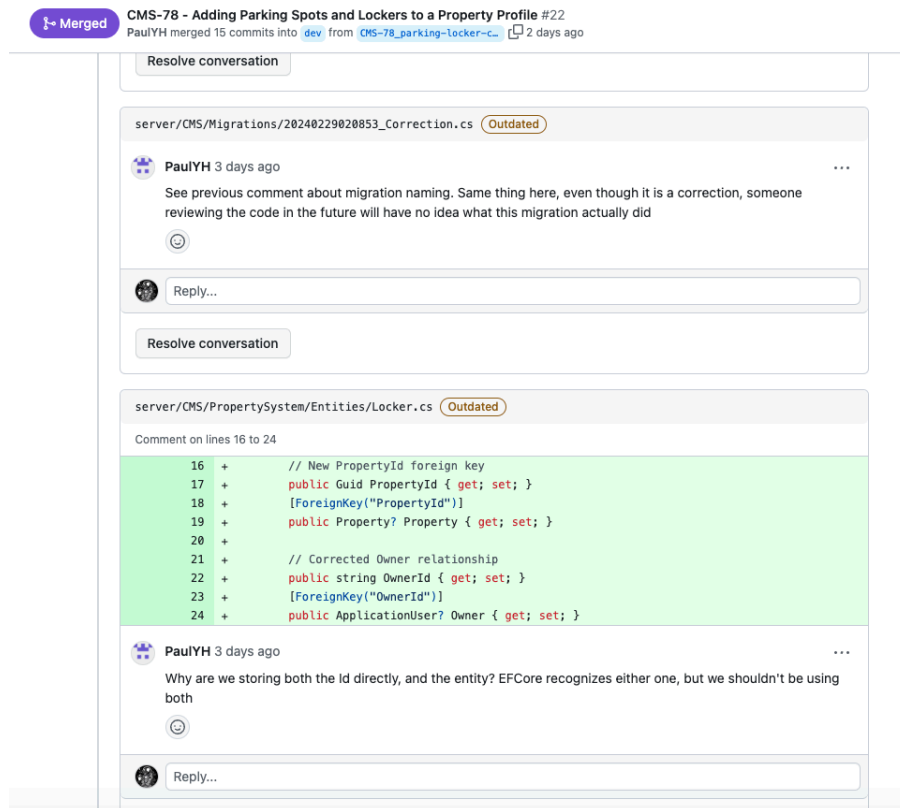 Merged
CMS-78 - Adding Parking Spots and Lockers to a Property Profile #22
PaulYH merged 15 commits into dev from CMS-78_parking-locker-c… 2 days ago
Resolve conversation
server/CMS/Migrations/20240229020853_Correction.cs Outdated
PaulYH 3 days ago
See previous comment about migration naming. Same thing here, even though it is a correction, someone
reviewing the code in the future will have no idea what this migration actually did
Reply...
Resolve conversation
server/CMS/PropertySystem/Entities/Locker.cs Outdated
Comment on lines 16 to 24
16 + // New PropertyId foreign key
17 + public Guid PropertyId { get; set; }
18 + [ForeignKey("PropertyId")]
19 + public Property? Property { get; set; }
20 +
21 + // Corrected Owner relationship
22 + public string OwnerId { get; set; }
23 + [ForeignKey("OwnerId")]
24 + public ApplicationUser? Owner { get; set; }
PaulYH 3 days ago
Why are we storing both the Id directly, and the entity? EFCore recognizes either one, but we shouldn't be using
both
Reply...